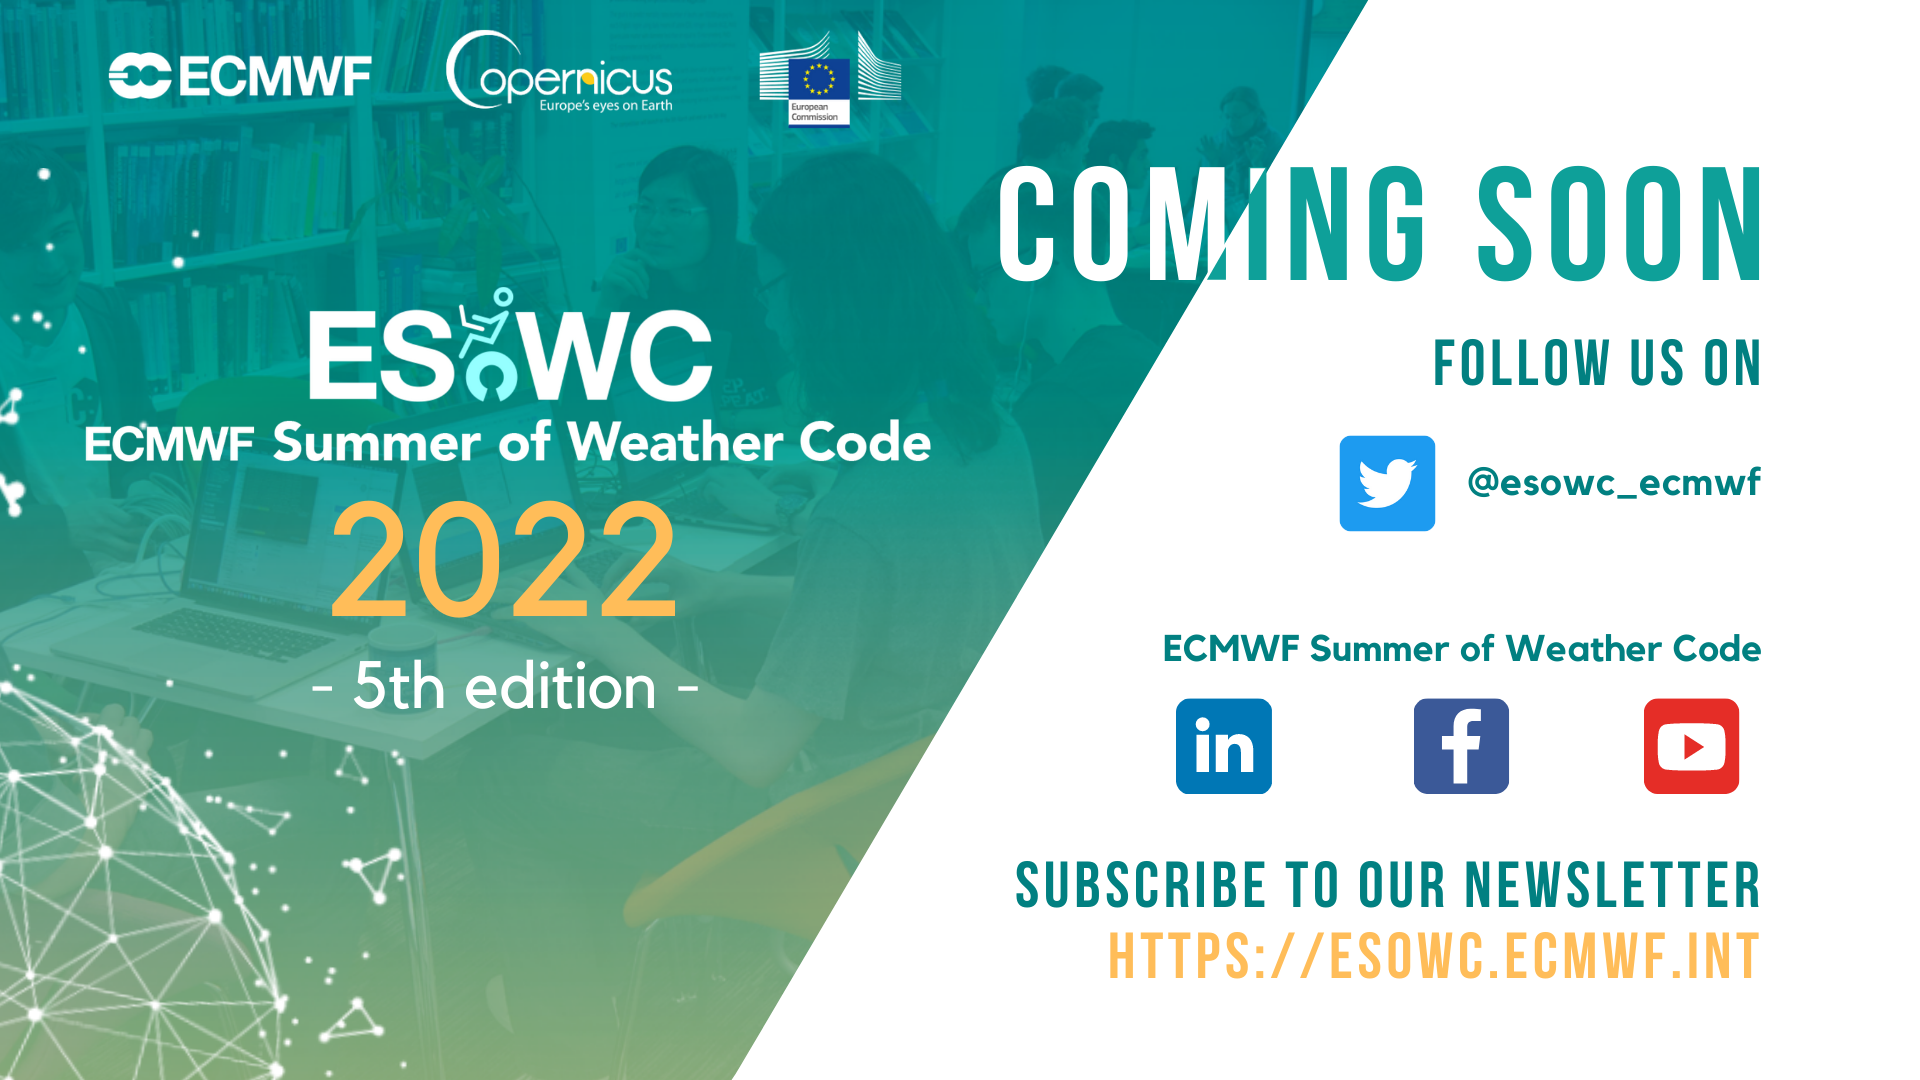 ECMWF
Copernicus
Europe's eyes on Earth
European
Commission
ESoWC
ECMWF Summer of Weather Code
2022
- 5th edition -
COMING SOON
FOLLOW US ON
@esowc_ecmwf
ECMWF Summer of Weather Code
in
f
SUBSCRIBE TO OUR NEWSLETTER
HTTPS://ESOWC.ECMWF.INT